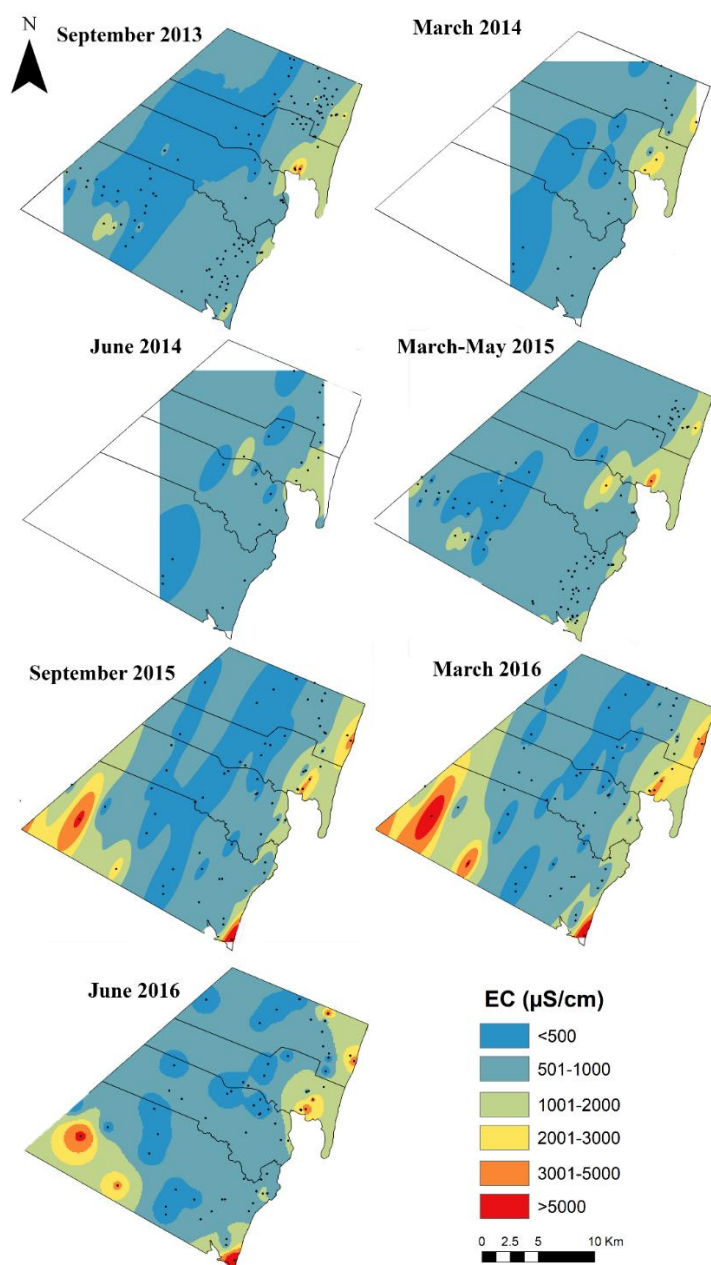 N
September 2013
March 2014
June 2014
March-May 2015
September 2015
March 2016
June 2016
EC (µS/cm)
<500
501-1000
1001-2000
2001-3000
3001-5000
>5000
0 2.5 5 10 Km